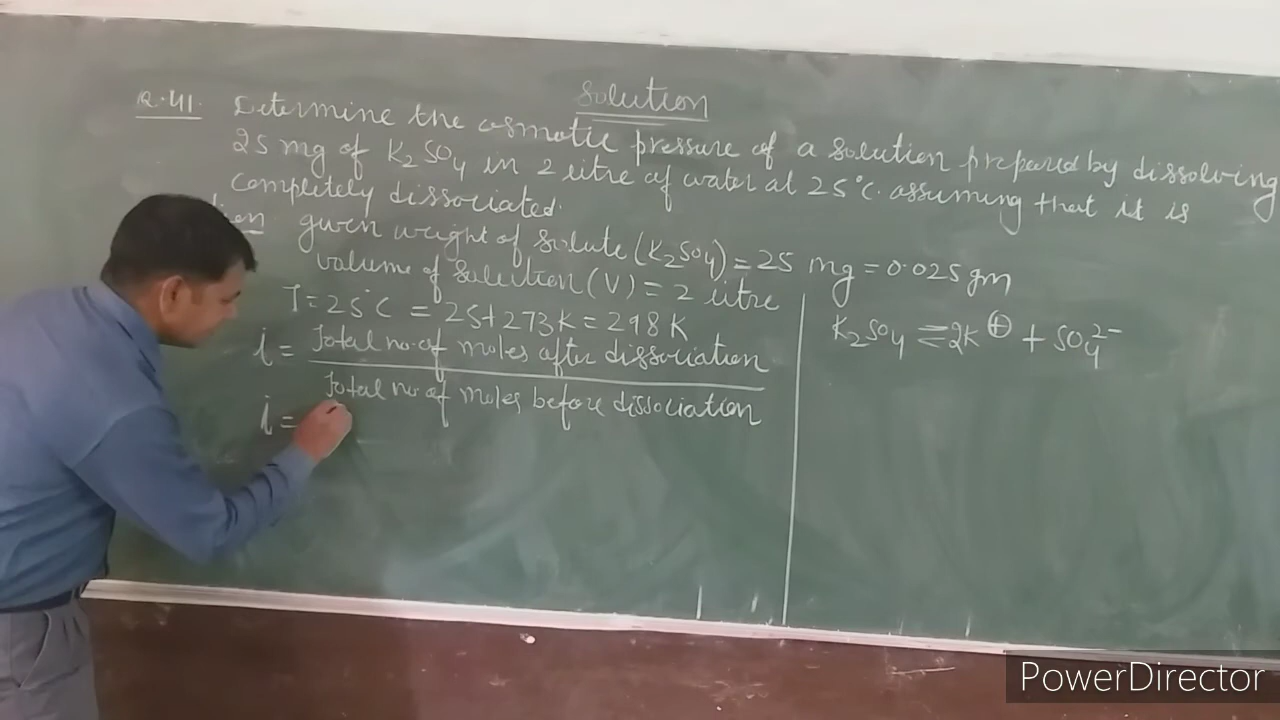 Solution
Q.41. Determine the osmotic pressure of a solution prepared by dissolving
25 mg of K₂SO₄ in 2 litre of water at 25°C. assuming that it is
completely dissociated.
given weight of solute (K₂SO₄) = 25 mg = 0.025 gm
volume of solution (V) = 2 litre
T = 25°C = 25+273K = 298 K
K₂SO₄ ⇌ 2K⊕ + SO₄²⁻
i = Total no. of moles after dissociation
Total no of moles before dissociation
i =
PowerDirector